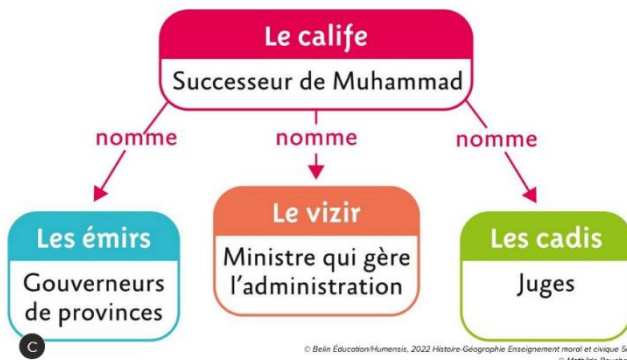 Le calife
Successeur de Muhammad
nomme
nomme
nomme
Les émirs
Gouverneurs
de provinces
Le vizir
Ministre qui gère
l'administration
Les cadis
Juges
C
© Belin Éducation/Humensis, 2022 Histoire-Géographie Enseignement moral et civique
© Mathilde